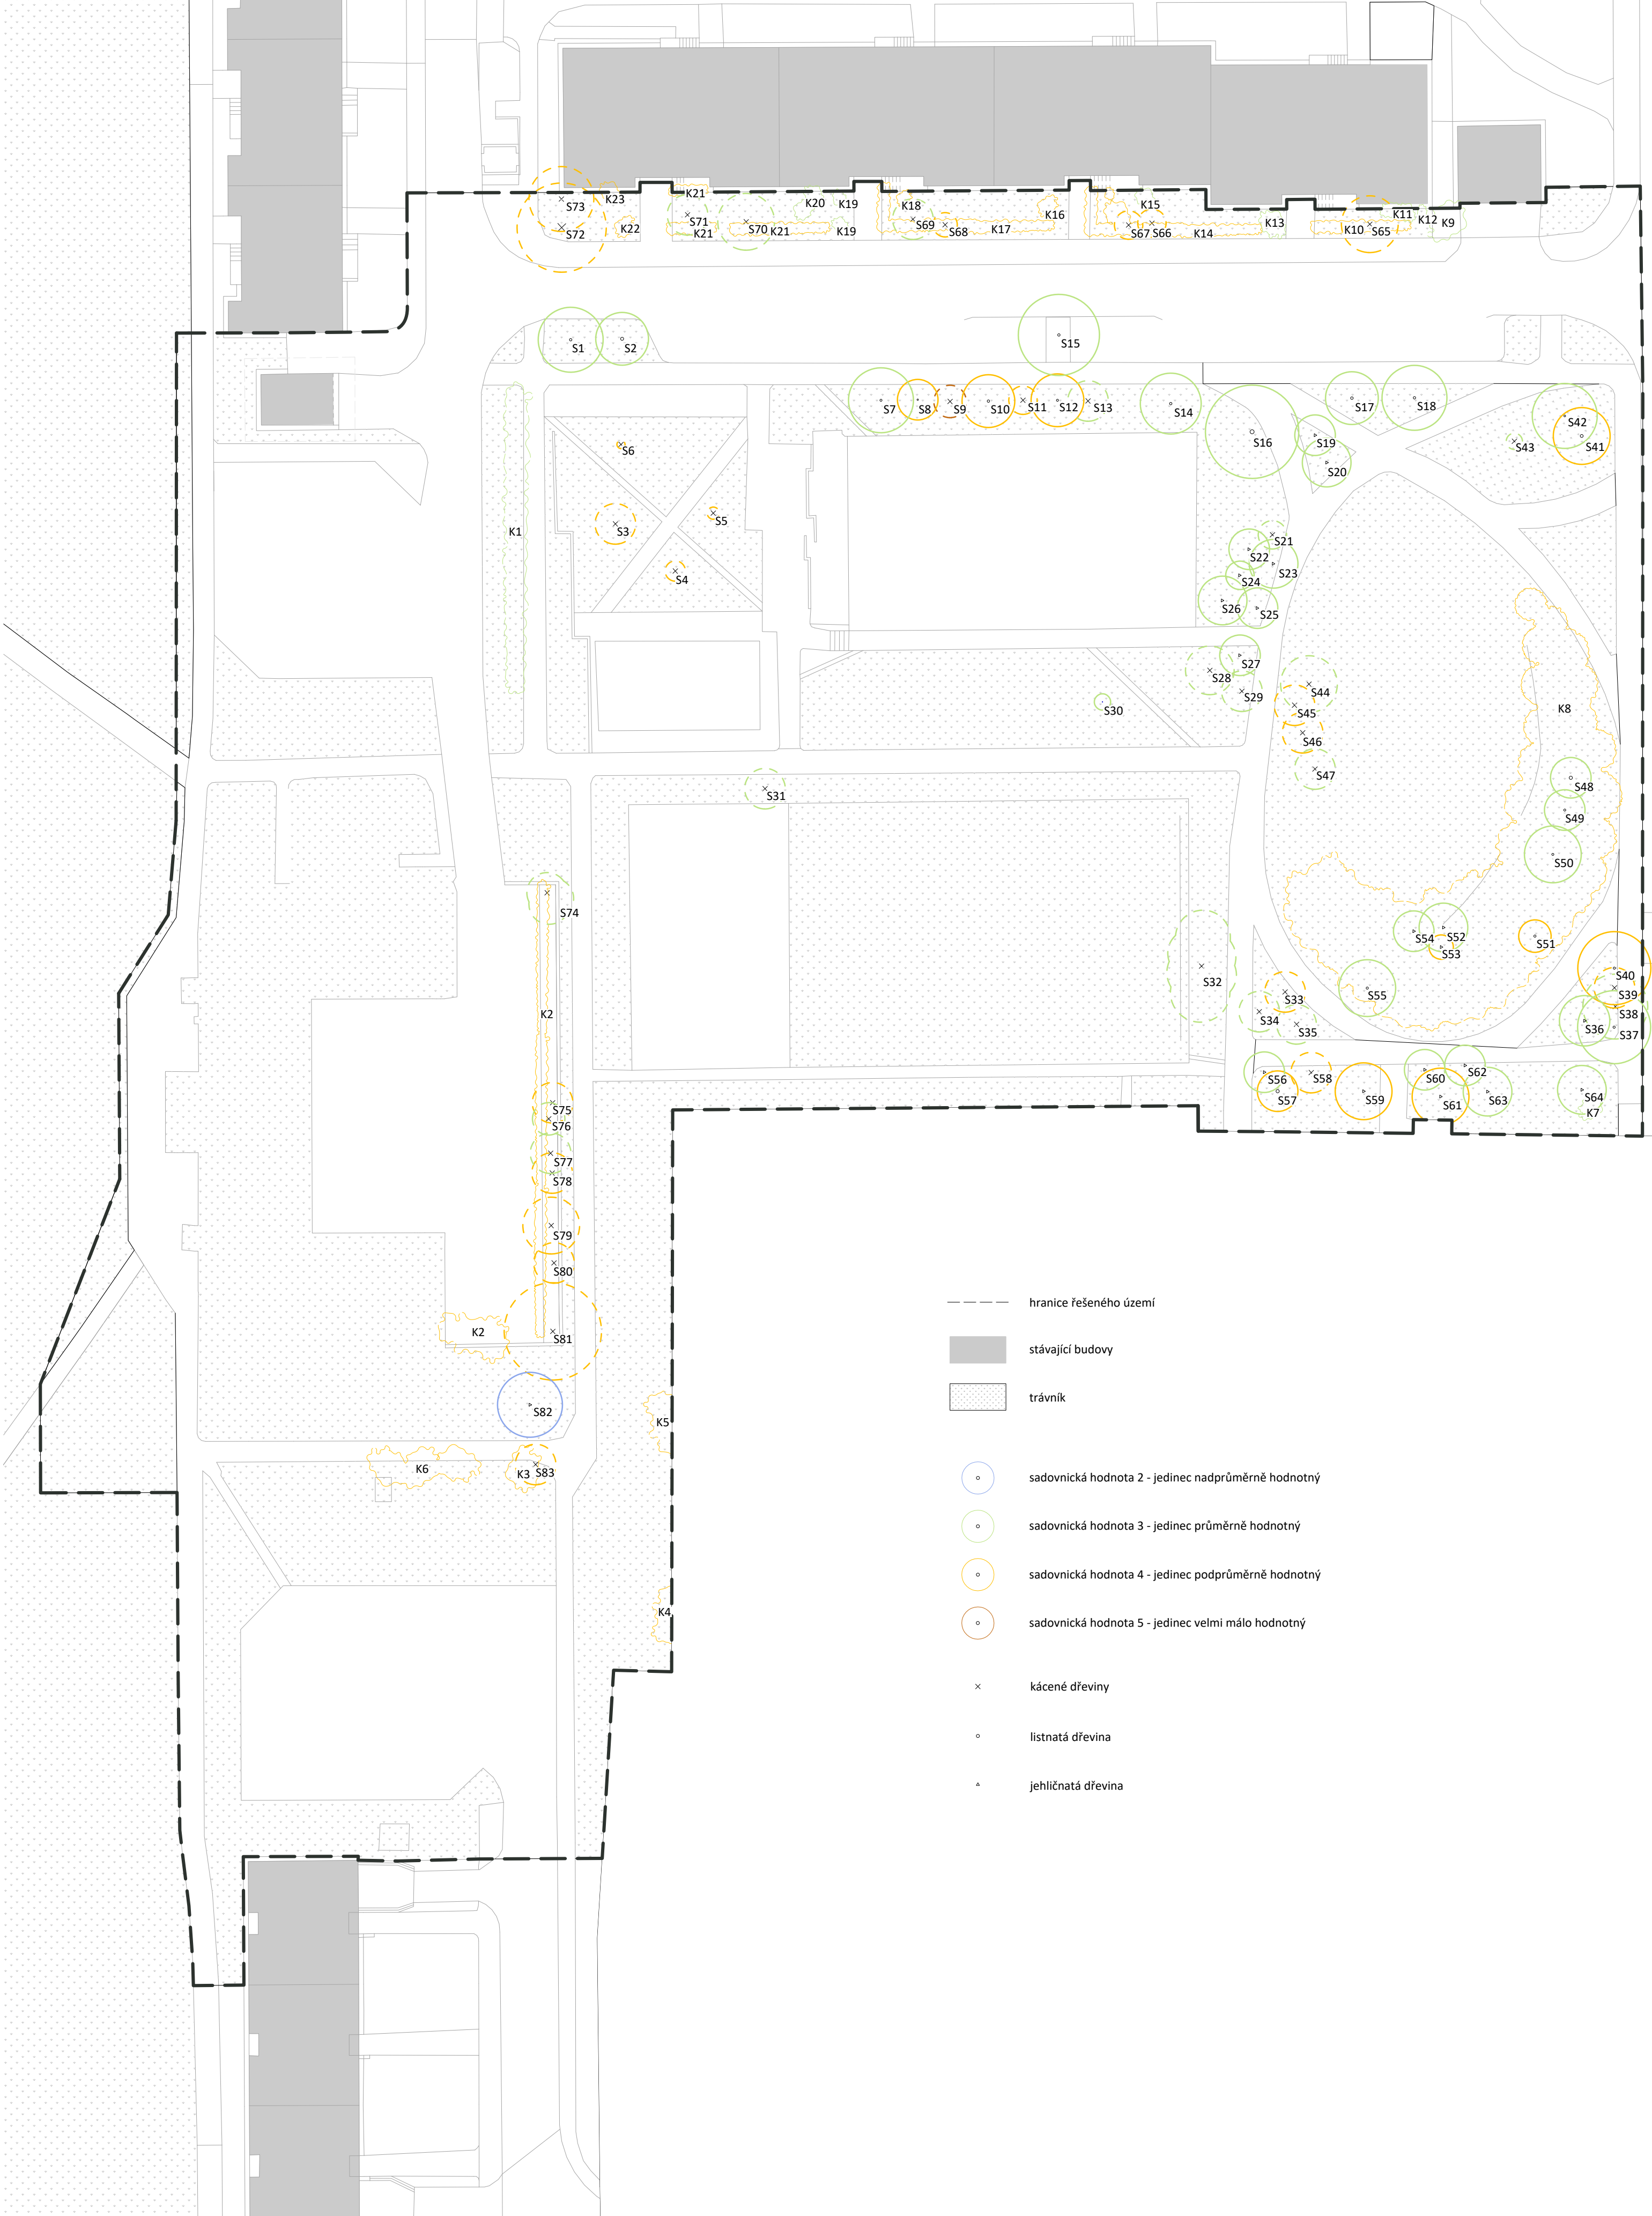 K23
K21
S73
K20
K19
K18
K15
S71
K16
K11
S69
K12
K13
K9
S72
K22
K21
S70
K21
K19
S68
K17
S67
S66
K14
K10
S65
S1
S2
S15
S7
S8
S9
S10
S11
S12
S13
S14
S17
S18
S42
S16
S19
S43
S41
S6
S20
S5
K1
S3
S21
S22
S4
S23
S24
S26
S25
S27
S28
S44
S29
S30
S45
K8
S46
S31
S47
S48
S49
S50
S74
S54
S52
S51
S53
S32
S40
K2
S33
S55
S39
S34
S38
S35
S36
S37
S62
S56
S58
S60
S57
S59
S61
S63
S64
S75
K7
S76
S77
S78
S79
S80
K2
S81
S82
K5
K6
K3
S83
K4
hranice řešeného území
stávající budovy
trávník
sadovnická hodnota 2 - jedinec nadprůměrně hodnotný
sadovnická hodnota 3 - jedinec průměrně hodnotný
sadovnická hodnota 4 - jedinec podprůměrně hodnotný
sadovnická hodnota 5 - jedinec velmi málo hodnotný
kácené dřeviny
listnatá dřevina
jehličnatá dřevina